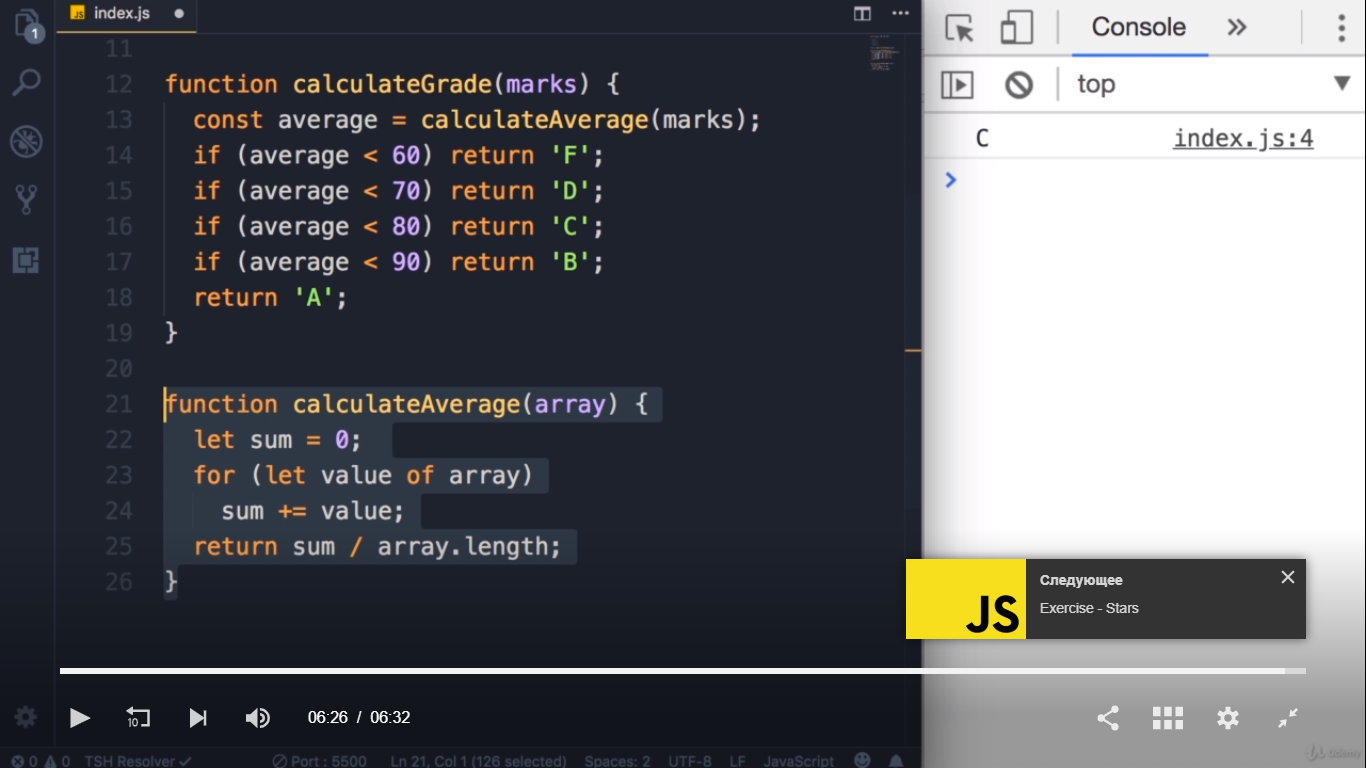 1
JS index.js
11
12 function calculateGrade(marks) {
13 const average = calculateAverage(marks);
14 if (average < 60) return 'F';
15 if (average < 70) return 'D';
16 if (average < 80) return 'C';
17 if (average < 90) return 'B';
18 return 'A';
19 }
20
21 function calculateAverage(array) {
22 let sum = 0;
23 for (let value of array)
24 sum += value;
25 return sum / array.length;
26 }
Console
top
C index.js:4
JS
Следующее
Exercise - Stars
10
06:26 / 06:32
0 0 TSH Resolver Port : 5500 Ln 21, Col 1 (126 selected) Spaces: 2 UTF-8 LF JavaScript
Udemy